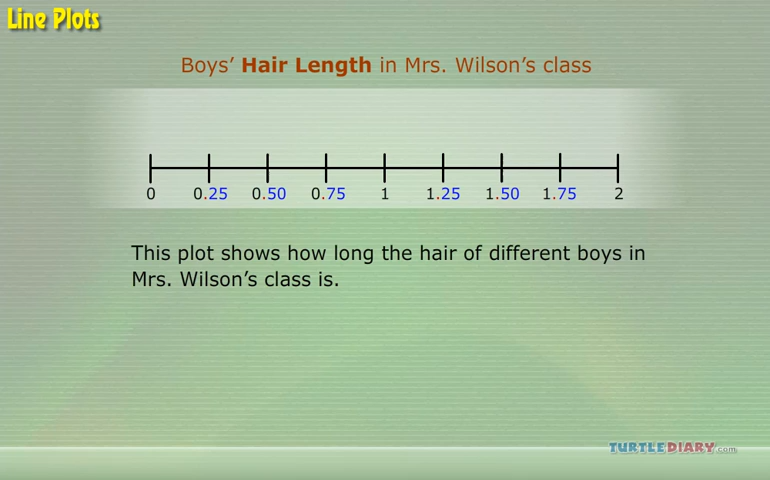 Line Plots
Boys’ Hair Length in Mrs. Wilson’s class
0 0.25 0.50 0.75 1 1.25 1.50 1.75 2
This plot shows how long the hair of different boys in
Mrs. Wilson’s class is.
TURTLEDIARY.com